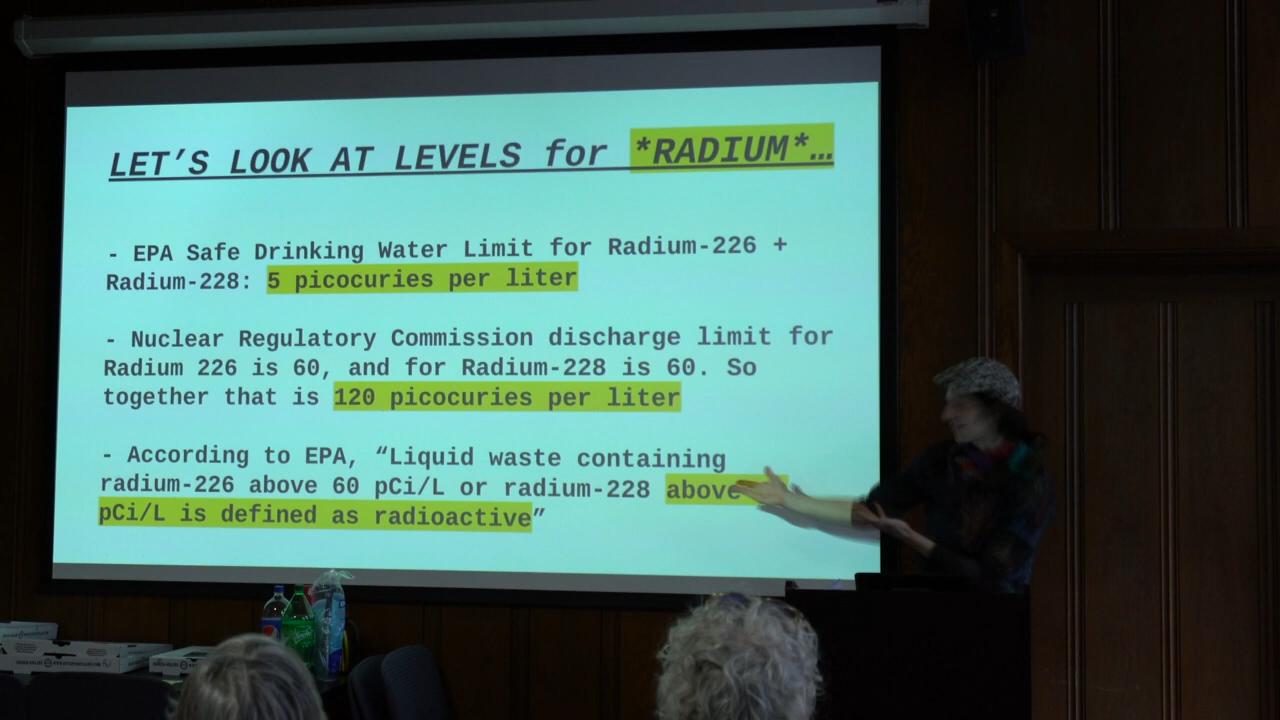 LET’S LOOK AT LEVELS for *RADIUM*…
- EPA Safe Drinking Water Limit for Radium-226 +
Radium-228: 5 picocuries per liter
- Nuclear Regulatory Commission discharge limit for
Radium 226 is 60, and for Radium-228 is 60. So
together that is 120 picocuries per liter
- According to EPA, “Liquid waste containing
radium-226 above 60 pCi/L or radium-228 above
pCi/L is defined as radioactive”